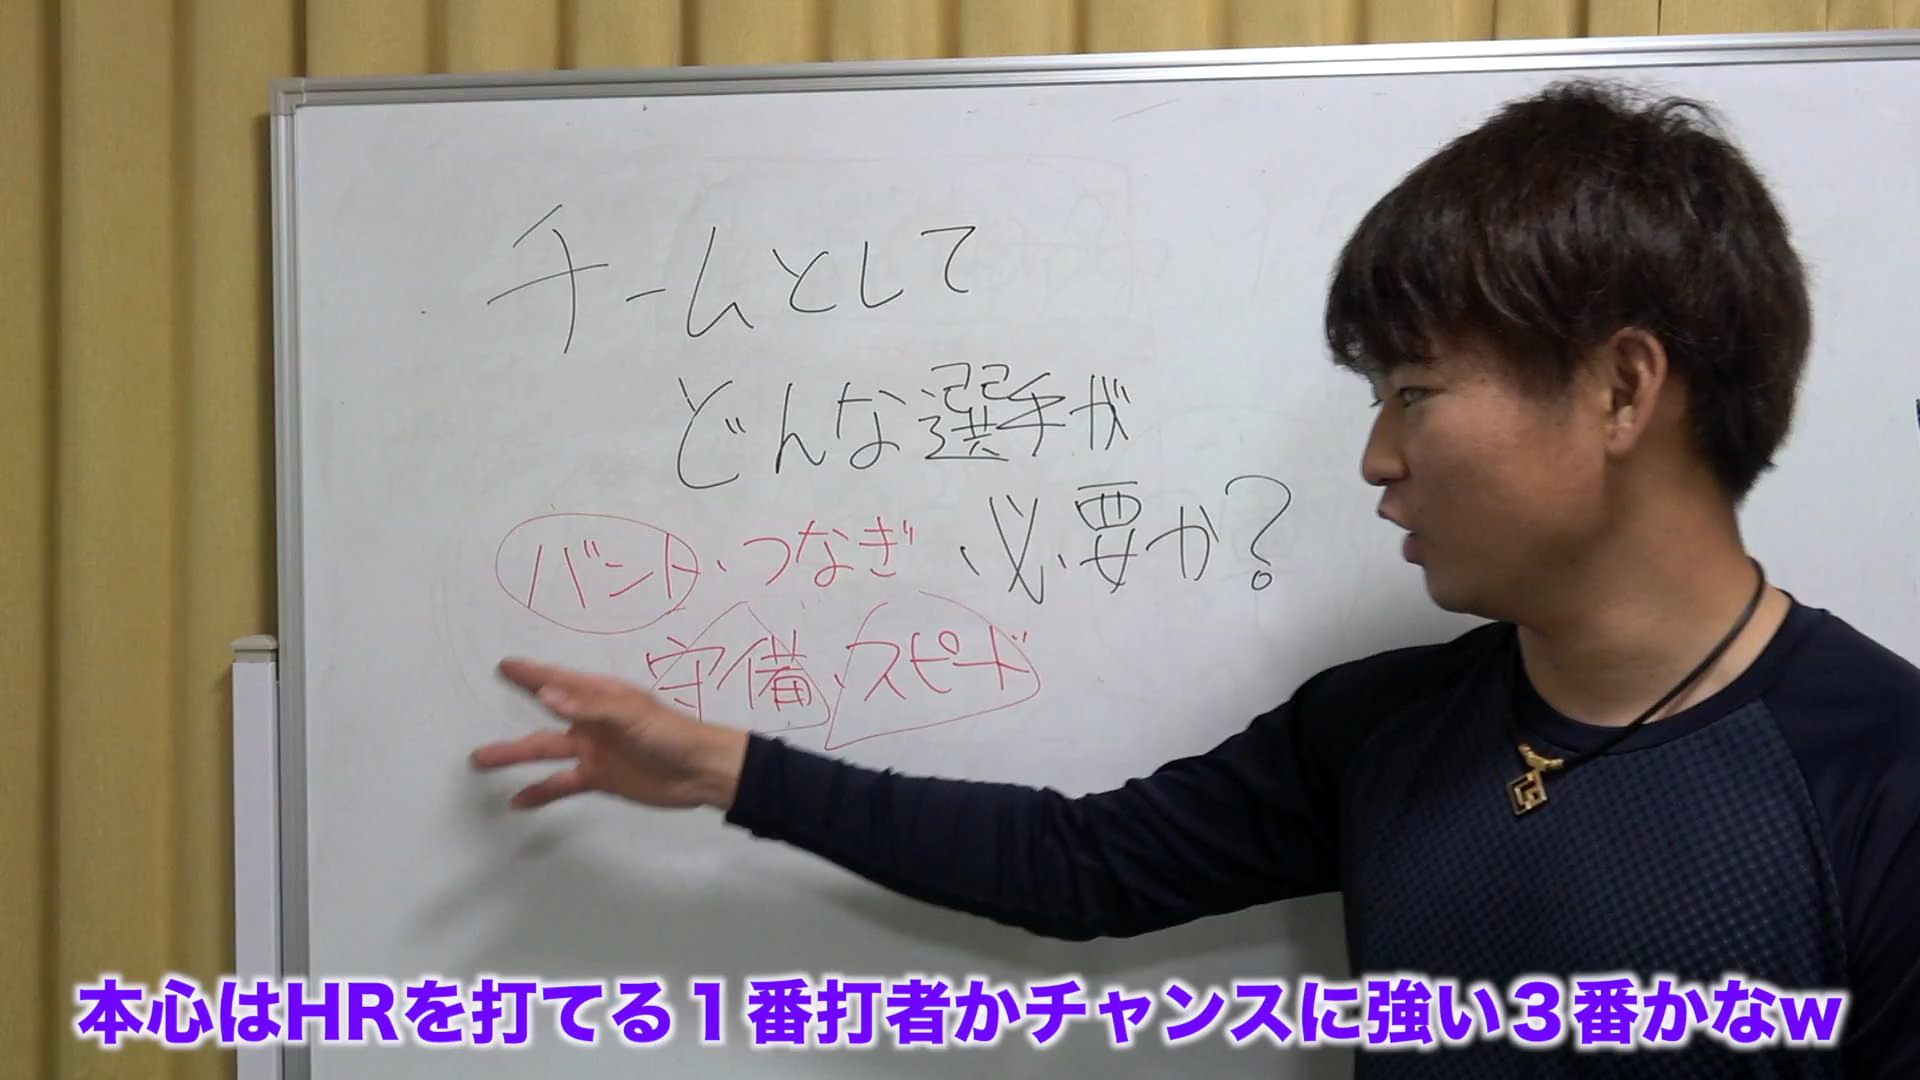 チームとして
どんな選手が
必要か?
バント、つなぎ
守備、スピード
本心はHRを打てる１番打者かチャンスに強い３番かなw